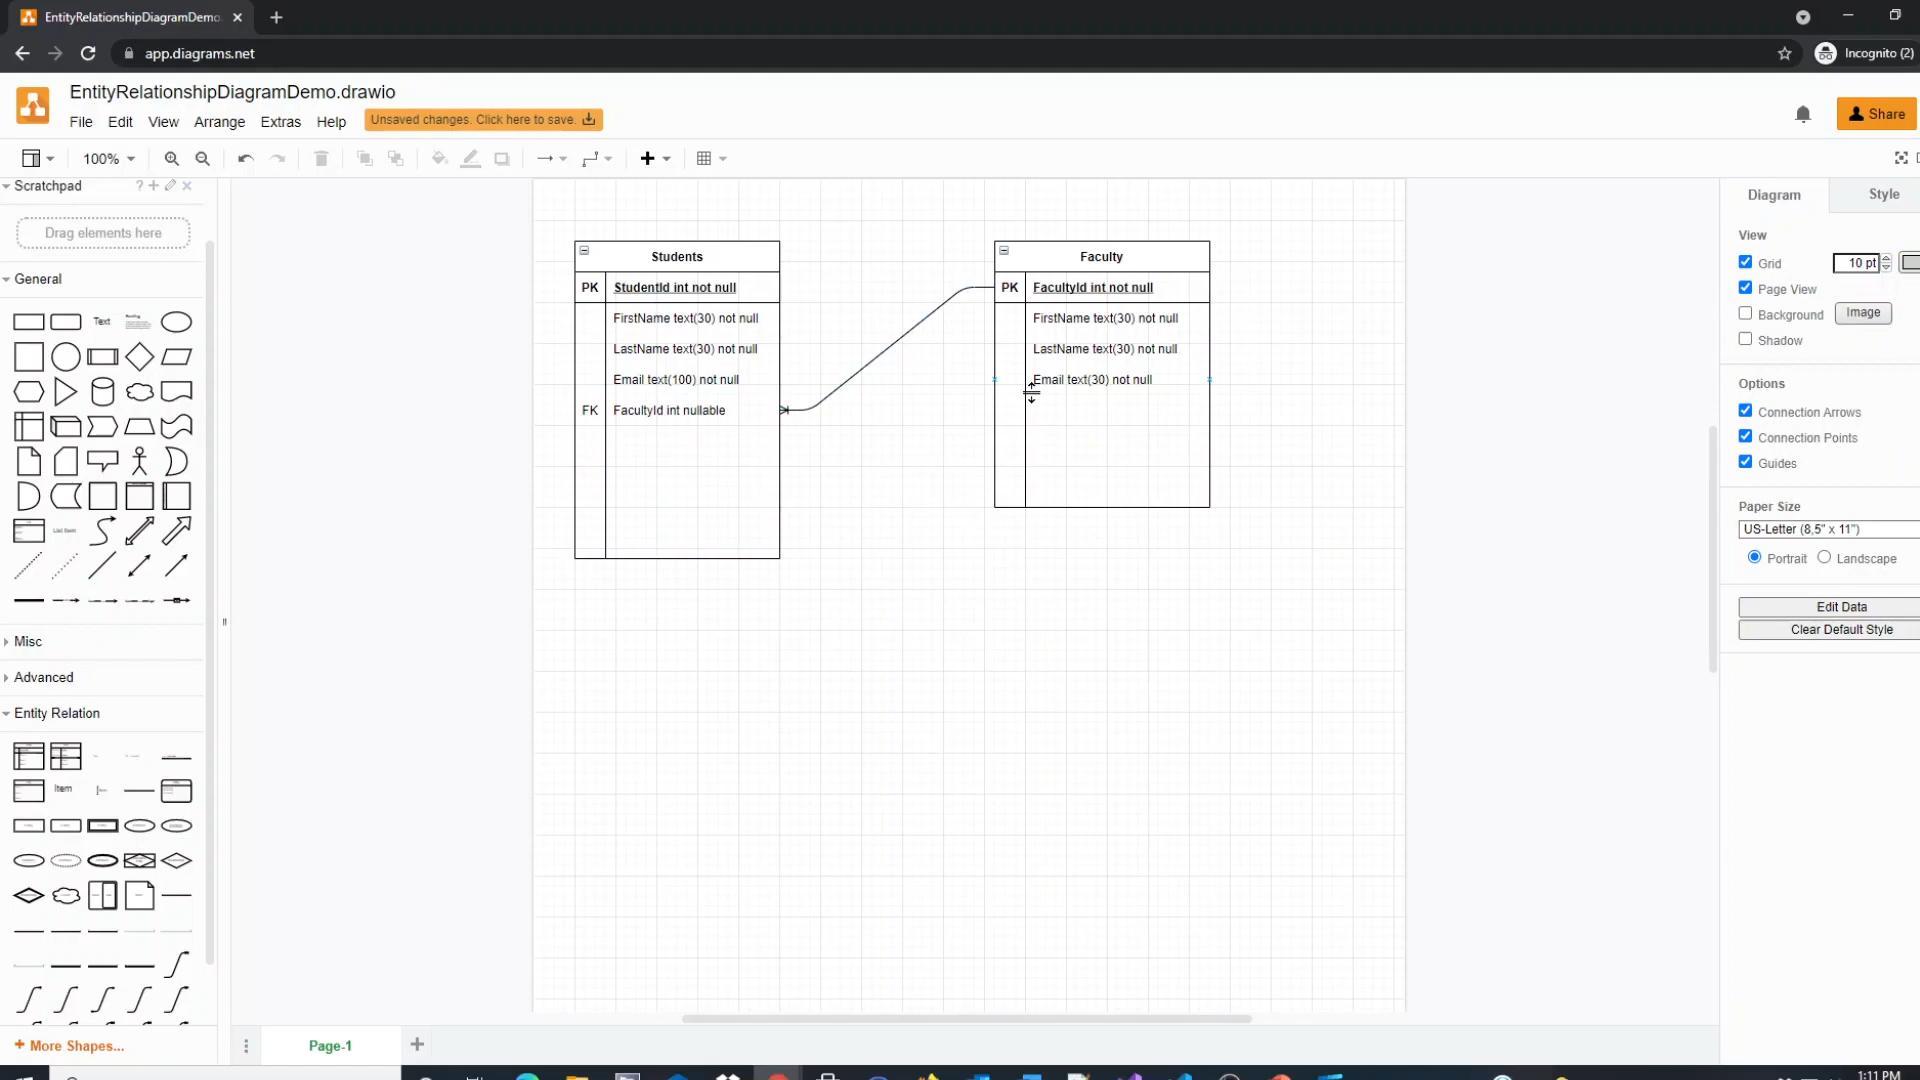 EntityRelationshipDiagramDemo
app.diagrams.net
Incognito (2)
EntityRelationshipDiagramDemo.drawio
File Edit View Arrange Extras Help
Unsaved changes. Click here to save.
Share
100%
Scratchpad
?
Drag elements here
General
Text
Heading
List Item
Misc
Advanced
Entity Relation
Item
+ More Shapes...
Students
PK StudentId int not null
FirstName text(30) not null
LastName text(30) not null
Email text(100) not null
FK FacultyId int nullable
Faculty
PK FacultyId int not null
FirstName text(30) not null
LastName text(30) not null
Email text(30) not null
Diagram Style
View
Grid 10 pt
Page View
Background Image
Shadow
Options
Connection Arrows
Connection Points
Guides
Paper Size
US-Letter (8,5" x 11")
Portrait Landscape
Edit Data
Clear Default Style
Page-1
1:11 PM